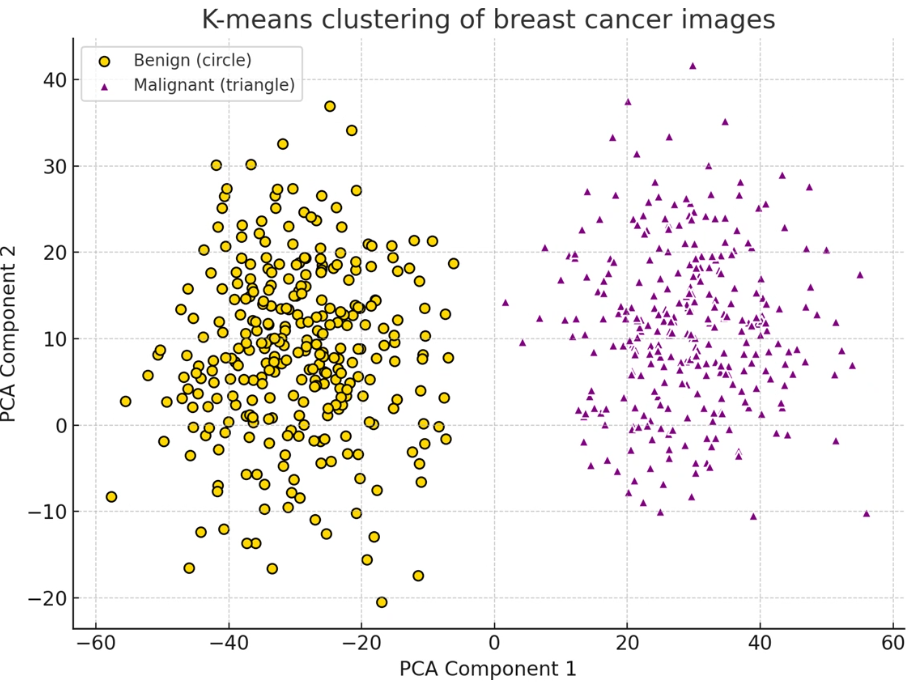 K-means clustering of breast cancer images
Benign (circle)
Malignant (triangle)
PCA Component 2
40
30
20
10
0
−10
−20
−60
−40
−20
0
20
40
60
PCA Component 1